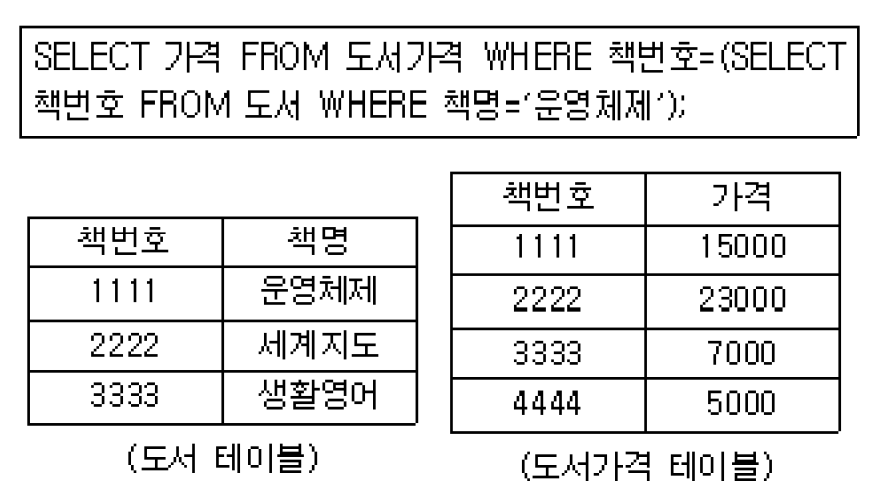 SELECT 가격 FROM 도서가격 WHERE 책번호=(SELECT
책번호 FROM 도서 WHERE 책명=‘운영체제’);
책번호 책명
1111 운영체제
2222 세계지도
3333 생활영어
(도서 테이블)
책번호 가격
1111 15000
2222 23000
3333 7000
4444 5000
(도서가격 테이블)